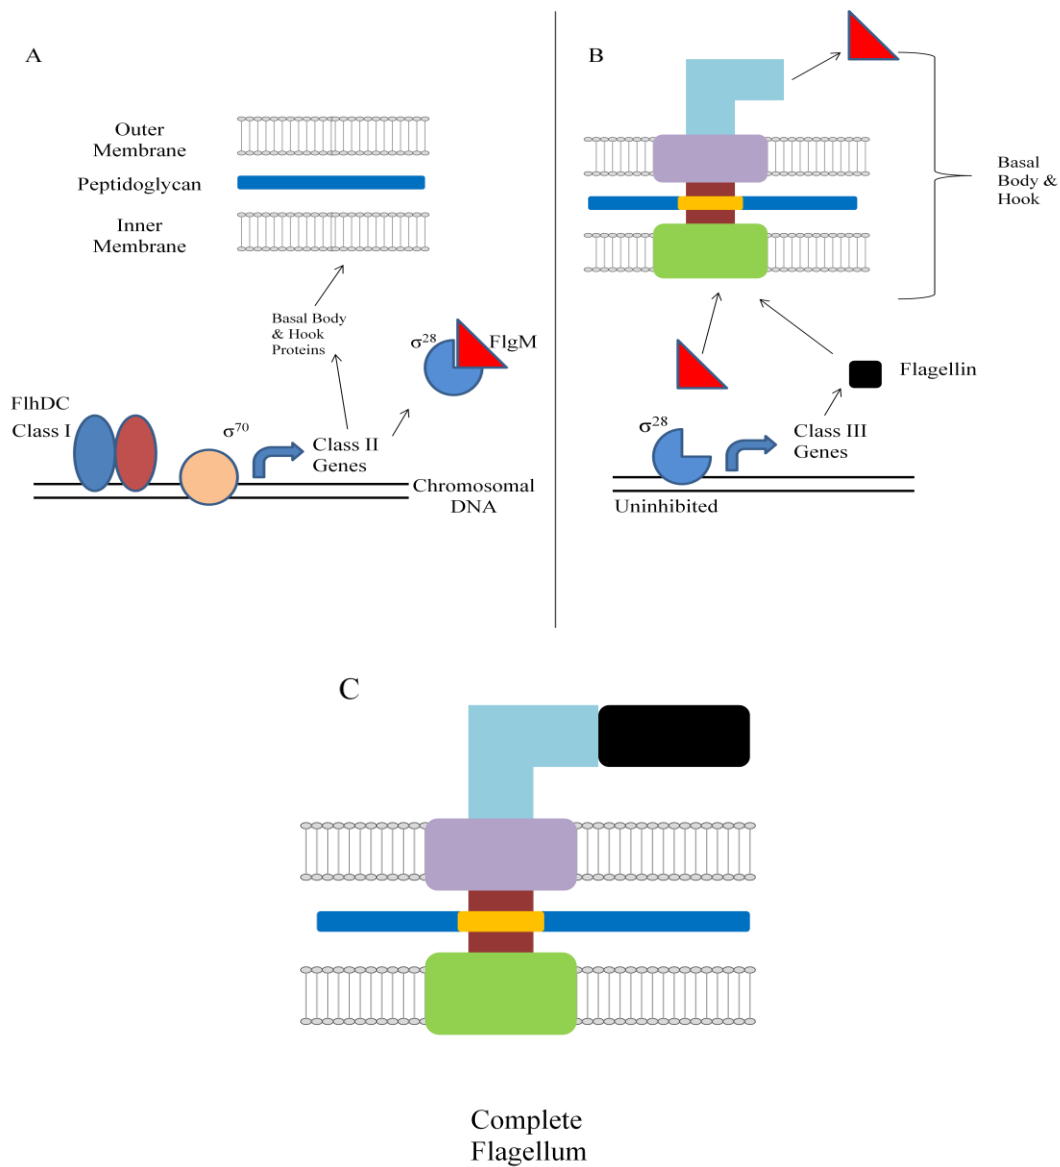 A
Outer
Membrane
Peptidoglycan
Inner
Membrane
Basal Body
& Hook
Proteins
σ28
FlgM
FlhDC
Class I
σ70
Class II
Genes
Chromosomal
DNA
B
Basal
Body &
Hook
Flagellin
σ28
Class III
Genes
Uninhibited
C
Complete
Flagellum